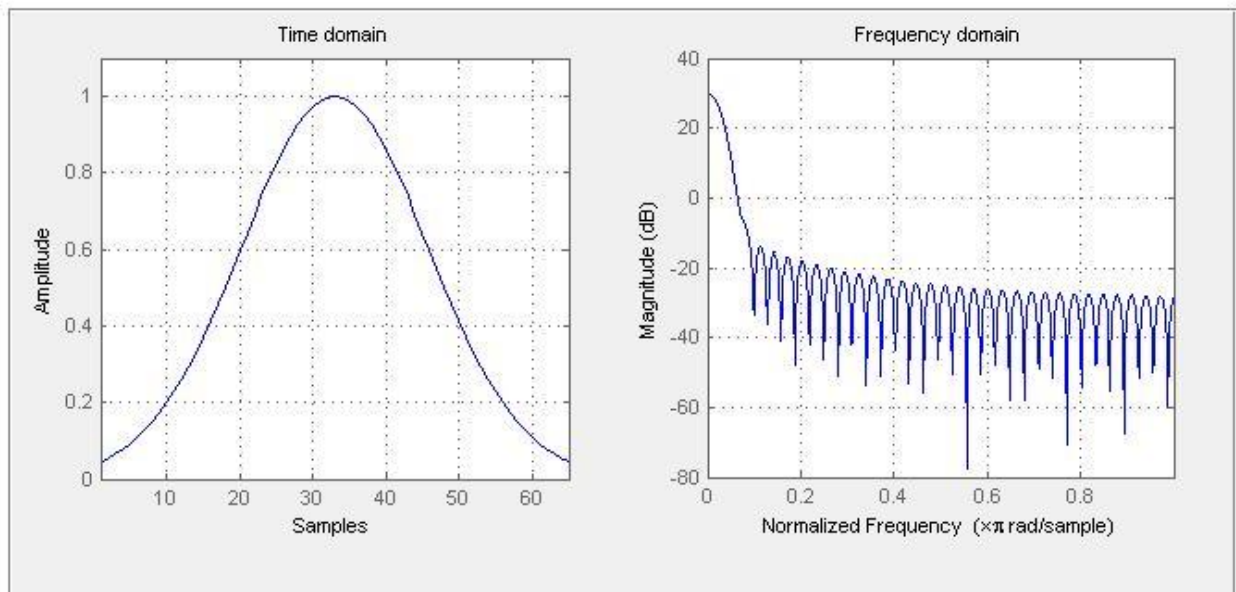 Time domain
1
0.8
0.6
0.4
0.2
0
Amplitude
10 20 30 40 50 60
Samples
Frequency domain
40
20
0
-20
-40
-60
-80
Magnitude (dB)
0 0.2 0.4 0.6 0.8
Normalized Frequency (×π rad/sample)